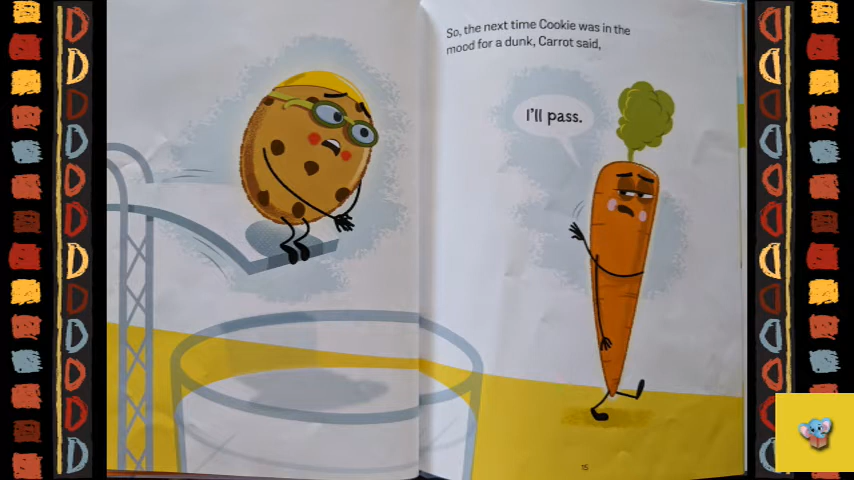 So, the next time Cookie was in the
mood for a dunk, Carrot said,
I'll pass.
15